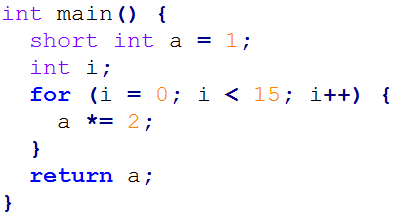 int main() {
  short int a = 1;
  int i;
  for (i = 0; i < 15; i++) {
    a *= 2;
  }
  return a;
}